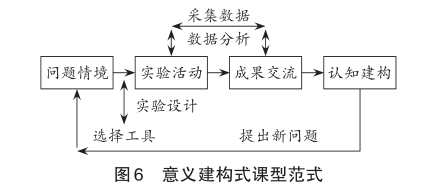 采集数据
数据分析
问题情境 实验活动 成果交流 认知建构
实验设计
选择工具 提出新问题
图6 意义建构式课型范式